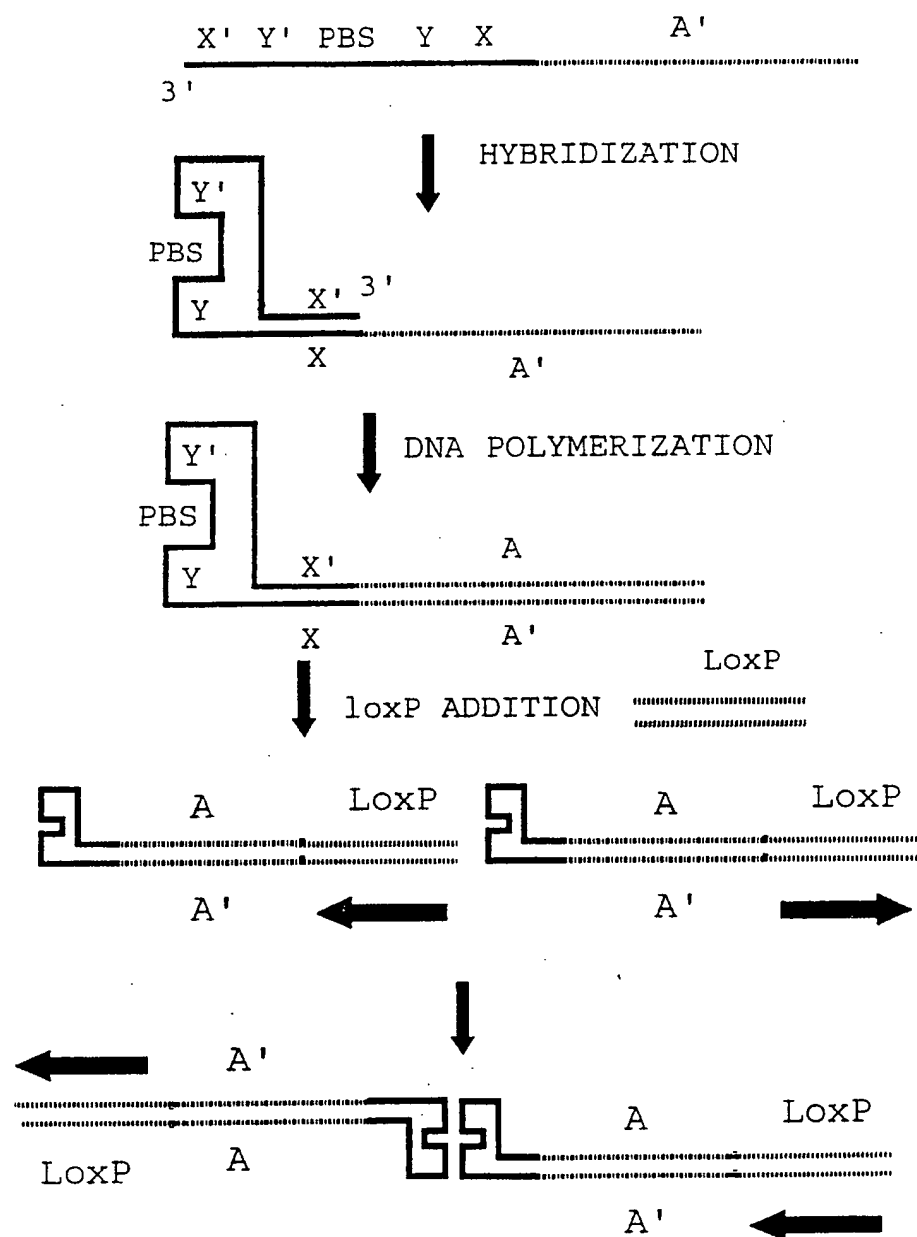 X' Y' PBS Y X A'
3'
HYBRIDIZATION
Y'
PBS
X' 3'
Y
X A'
DNA POLYMERIZATION
Y'
PBS
A
Y X'
X A'
LoxP
loxP ADDITION
A LoxP A LoxP
A' A'
A'
A LoxP
LoxP A
A'